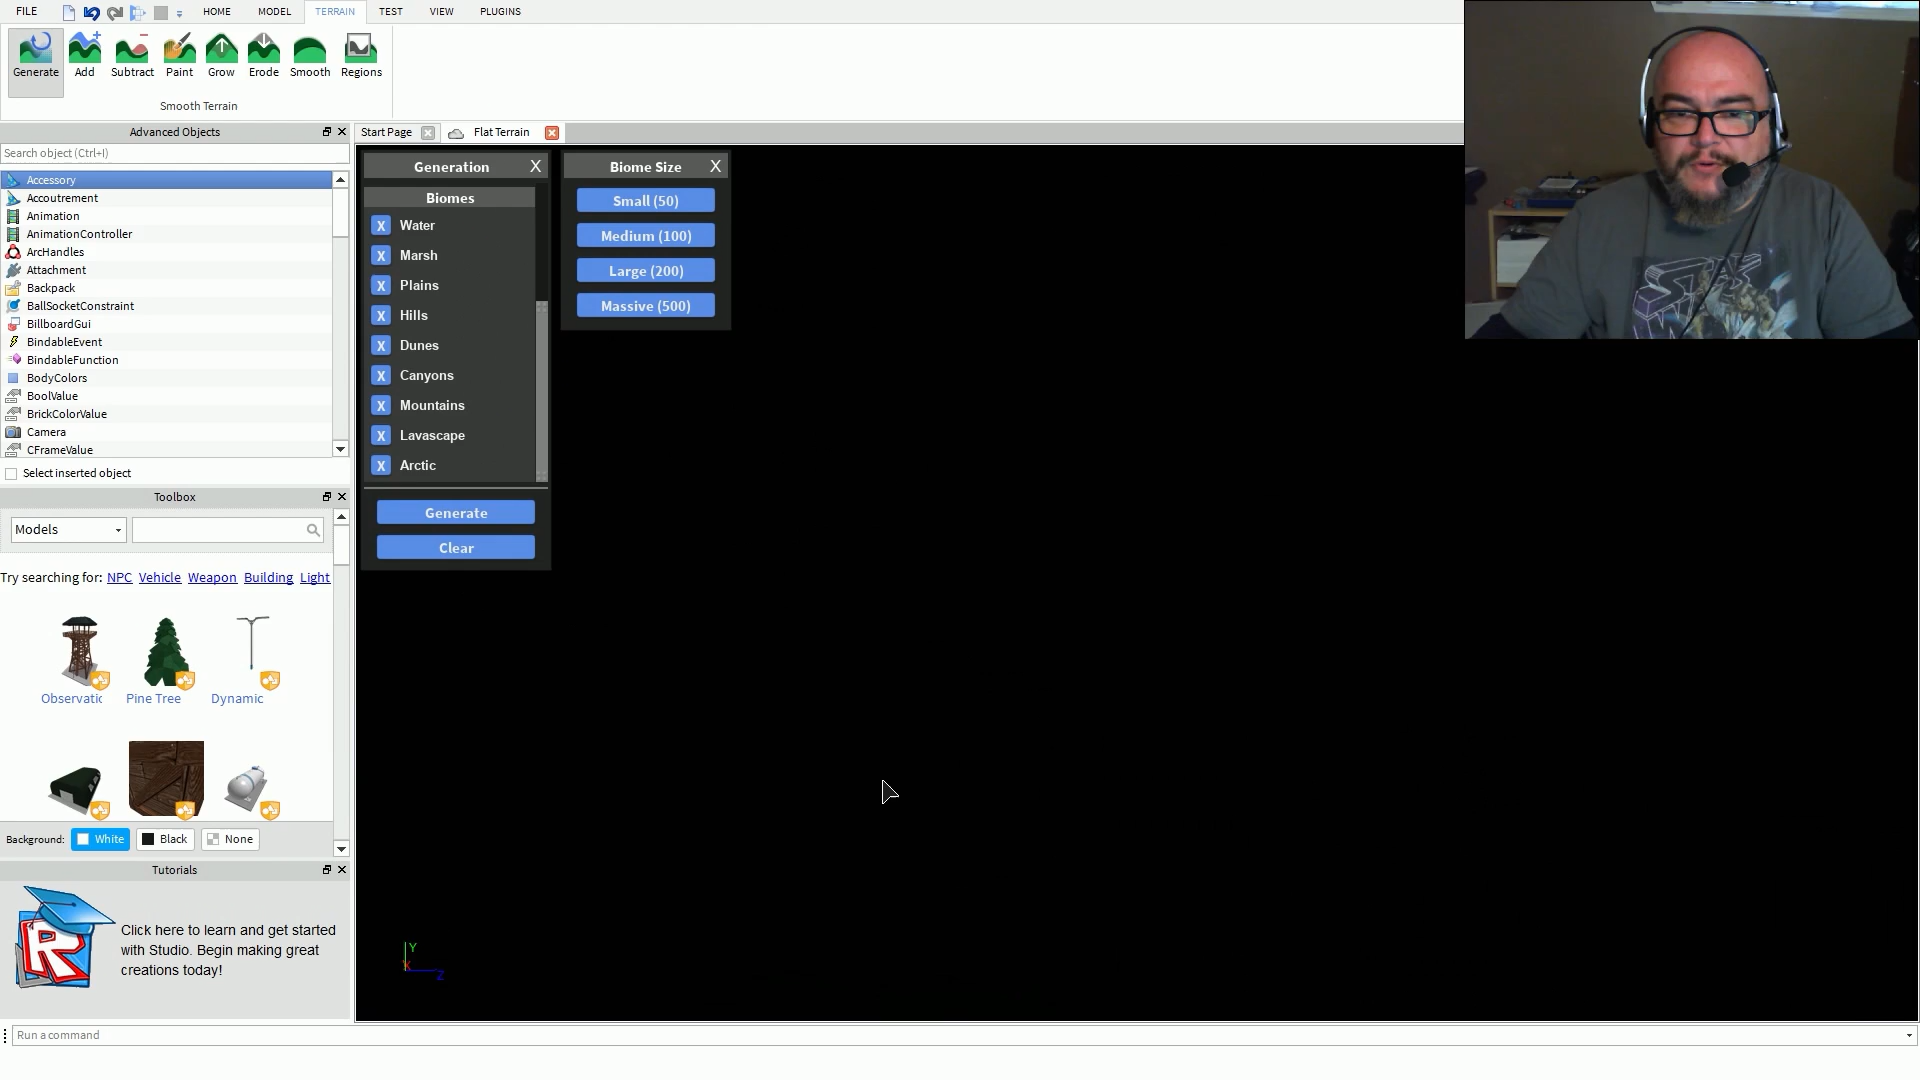 FILE HOME MODEL TERRAIN TEST VIEW PLUGINS
Generate Add Subtract Paint Grow Erode Smooth Regions
Smooth Terrain
Advanced Objects
Search object (Ctrl+I)
Accessory
Accoutrement
Animation
AnimationController
ArcHandles
Attachment
Backpack
BallSocketConstraint
BillboardGui
BindableEvent
BindableFunction
BodyColors
BoolValue
BrickColorValue
Camera
CFrameValue
Select inserted object
Toolbox
Models
Try searching for: NPC Vehicle Weapon Building Light
Observatic Pine Tree Dynamic
Background: White Black None
Tutorials
Click here to learn and get started
with Studio. Begin making great
creations today!
Start Page Flat Terrain
Generation X
Biomes
X Water
X Marsh
X Plains
X Hills
X Dunes
X Canyons
X Mountains
X Lavascape
X Arctic
Generate
Clear
Biome Size X
Small (50)
Medium (100)
Large (200)
Massive (500)
Y
X Z
Run a command